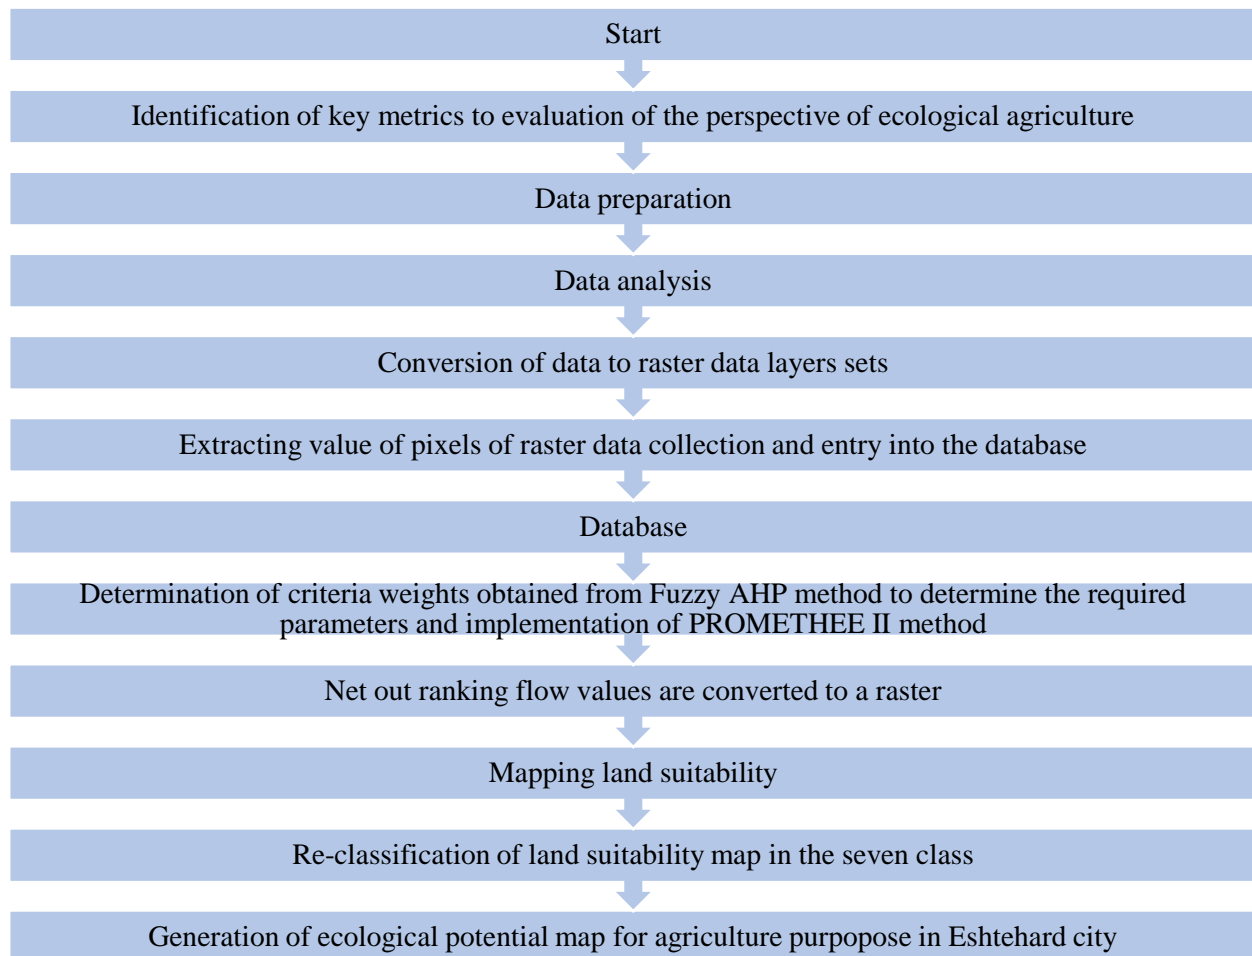 Start
Identification of key metrics to evaluation of the perspective of ecological agriculture
Data preparation
Data analysis
Conversion of data to raster data layers sets
Extracting value of pixels of raster data collection and entry into the database
Database
Determination of criteria weights obtained from Fuzzy AHP method to determine the required
parameters and implementation of PROMETHEE II method
Net out ranking flow values are converted to a raster
Mapping land suitability
Re-classification of land suitability map in the seven class
Generation of ecological potential map for agriculture purpopose in Eshtehard city